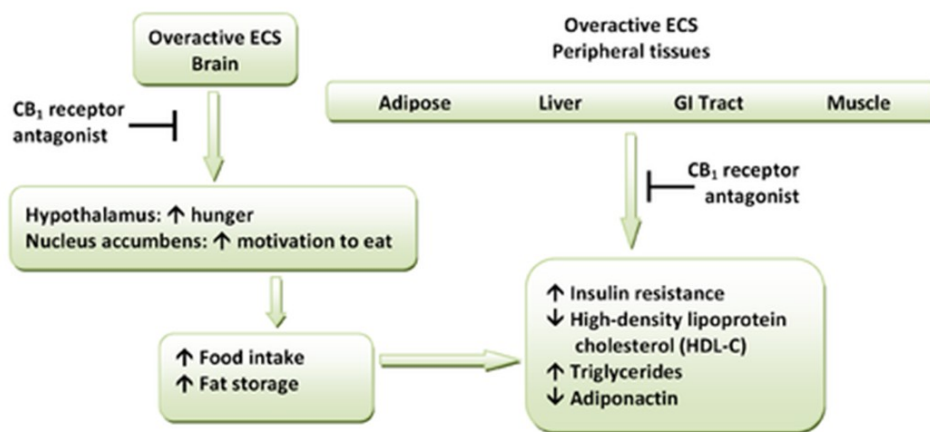 Overactive ECS
Brain
CB₁ receptor
antagonist
Hypothalamus: ↑ hunger
Nucleus accumbens: ↑ motivation to eat
↑ Food intake
↑ Fat storage
Overactive ECS
Peripheral tissues
Adipose Liver GI Tract Muscle
CB₁ receptor
antagonist
↑ Insulin resistance
↓ High-density lipoprotein
cholesterol (HDL-C)
↑ Triglycerides
↓ Adiponactin